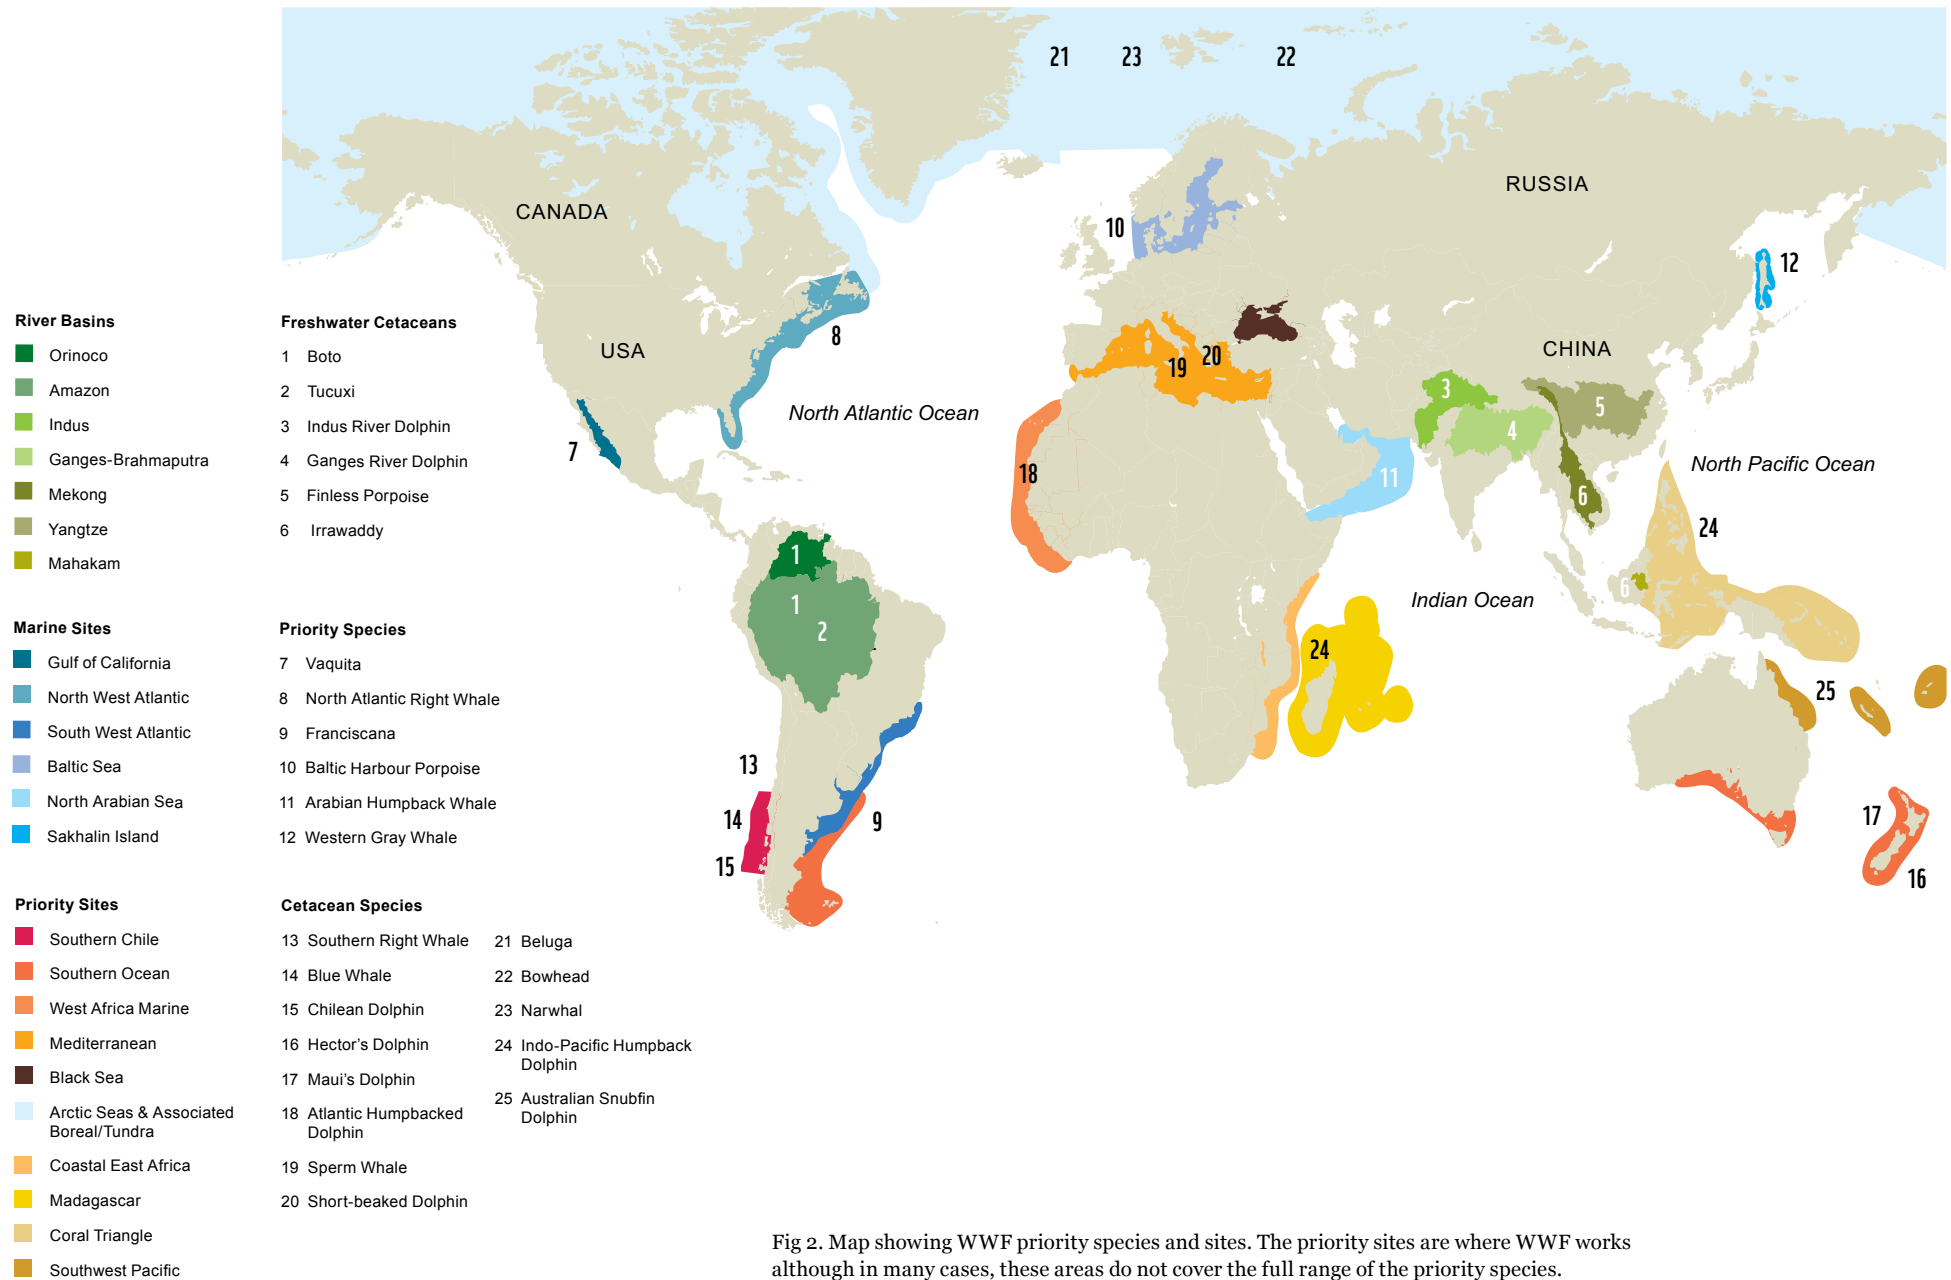 21
23
22
RUSSIA
CANADA
10
12
8
USA
20
19
CHINA
North Atlantic Ocean
3
5
4
7
18
11
North Pacific Ocean
6
24
1
Indian Ocean
6
1
2
24
25
13
14
9
15
17
16
River Basins
Orinoco
Amazon
Indus
Ganges-Brahmaputra
Mekong
Yangtze
Mahakam
Freshwater Cetaceans
1 Boto
2 Tucuxi
3 Indus River Dolphin
4 Ganges River Dolphin
5 Finless Porpoise
6 Irrawaddy
Marine Sites
Gulf of California
North West Atlantic
South West Atlantic
Baltic Sea
North Arabian Sea
Sakhalin Island
Priority Species
7 Vaquita
8 North Atlantic Right Whale
9 Franciscana
10 Baltic Harbour Porpoise
11 Arabian Humpback Whale
12 Western Gray Whale
Priority Sites
Southern Chile
Southern Ocean
West Africa Marine
Mediterranean
Black Sea
Arctic Seas & Associated
Boreal/Tundra
Coastal East Africa
Madagascar
Coral Triangle
Southwest Pacific
Cetacean Species
13 Southern Right Whale
14 Blue Whale
15 Chilean Dolphin
16 Hector's Dolphin
17 Maui's Dolphin
18 Atlantic Humpbacked
Dolphin
19 Sperm Whale
20 Short-beaked Dolphin
21 Beluga
22 Bowhead
23 Narwhal
24 Indo-Pacific Humpback
Dolphin
25 Australian Snubfin
Dolphin
Fig 2. Map showing WWF priority species and sites. The priority sites are where WWF works
although in many cases, these areas do not cover the full range of the priority species.